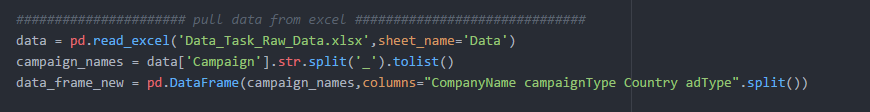 ###################### pull data from excel ##############################
data = pd.read_excel('Data_Task_Raw_Data.xlsx',sheet_name='Data')
campaign_names = data['Campaign'].str.split('_').tolist()
data_frame_new = pd.DataFrame(campaign_names,columns="CompanyName campaignType Country adType".split())